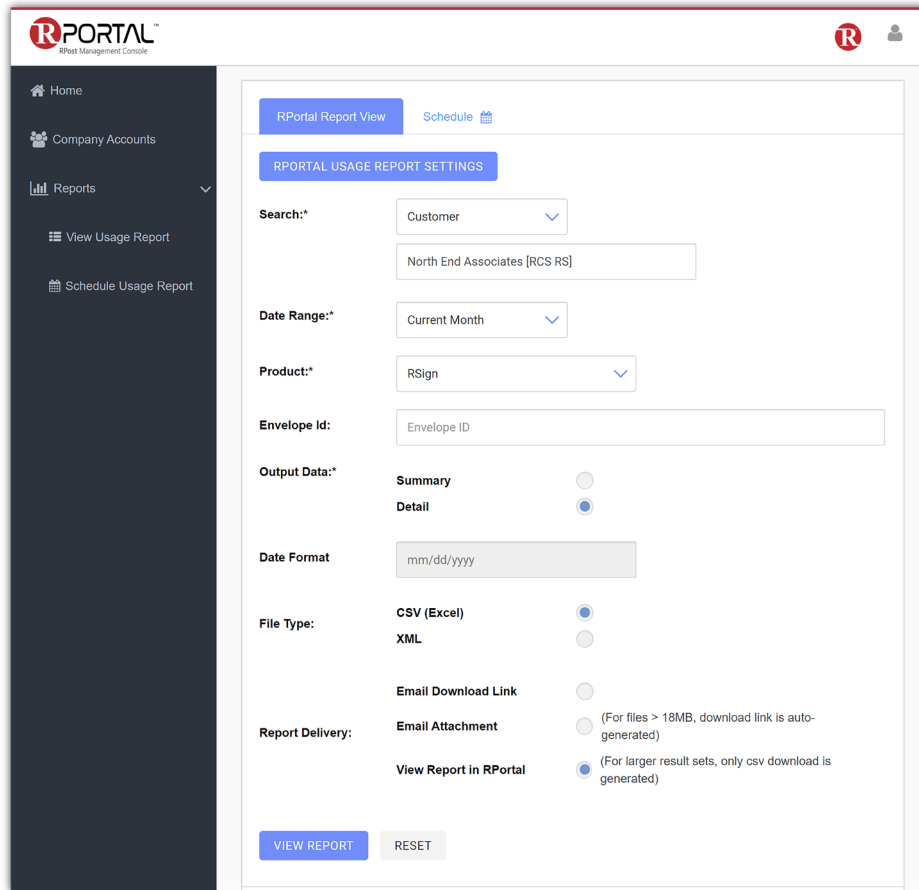 RPORTAL™
RPost Management Console
R
Home
Company Accounts
Reports
View Usage Report
Schedule Usage Report
RPortal Report View
Schedule
RPORTAL USAGE REPORT SETTINGS
Search:*
Customer
North End Associates [RCS RS]
Date Range:*
Current Month
Product:*
RSign
Envelope Id:
Envelope ID
Output Data:*
Summary
Detail
Date Format
mm/dd/yyyy
File Type:
CSV (Excel)
XML
Report Delivery:
Email Download Link
Email Attachment
(For files > 18MB, download link is auto-
generated)
View Report in RPortal
(For larger result sets, only csv download is
generated)
VIEW REPORT
RESET